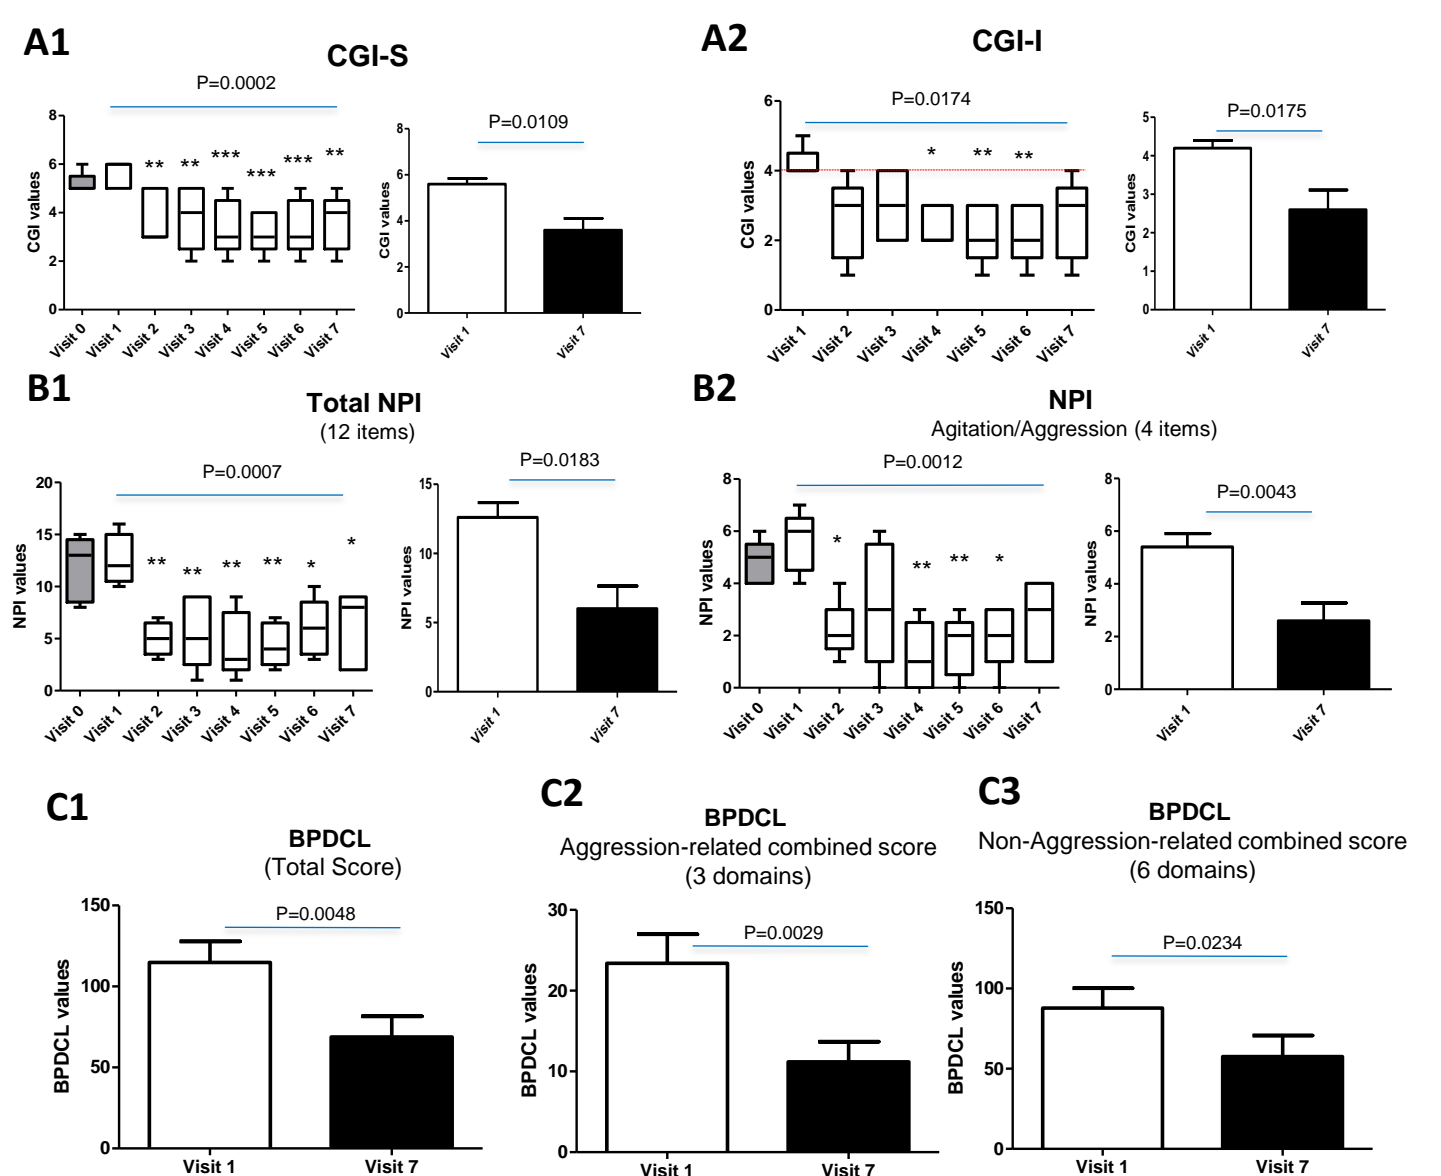 A1
CGI-S
P=0.0002
CGI values
8
6
4
2
0
** ** *** *** *** **
Visit 0 Visit 1 Visit 2 Visit 3 Visit 4 Visit 5 Visit 6 Visit 7
P=0.0109
CGI values
8
6
4
2
0
Visit 1 Visit 7
A2
CGI-I
P=0.0174
CGI values
6
4
2
0
* ** **
Visit 1 Visit 2 Visit 3 Visit 4 Visit 5 Visit 6 Visit 7
P=0.0175
CGI values
5
4
3
2
1
0
Visit 1 Visit 7
B1
Total NPI
(12 items)
P=0.0007
NPI values
20
15
10
5
0
** ** ** ** * *
Visit 0 Visit 1 Visit 2 Visit 3 Visit 4 Visit 5 Visit 6 Visit 7
P=0.0183
NPI values
15
10
5
0
Visit 1 Visit 7
B2
NPI
Agitation/Aggression (4 items)
P=0.0012
NPI values
8
6
4
2
0
* ** ** *
Visit 0 Visit 1 Visit 2 Visit 3 Visit 4 Visit 5 Visit 6 Visit 7
P=0.0043
NPI values
8
6
4
2
0
Visit 1 Visit 7
C1
BPDCL
(Total Score)
P=0.0048
BPDCL values
150
100
50
0
Visit 1 Visit 7
C2
BPDCL
Aggression-related combined score
(3 domains)
P=0.0029
BPDCL values
30
20
10
0
Visit 1 Visit 7
C3
BPDCL
Non-Aggression-related combined score
(6 domains)
P=0.0234
BPDCL values
150
100
50
0
Visit 1 Visit 7